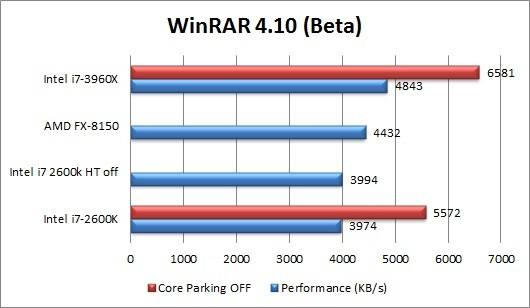 WinRAR 4.10 (Beta)
Intel i7-3960X
6581
4843
AMD FX-8150
4432
Intel i7 2600k HT off
3994
Intel i7-2600K
5572
3974
0 1000 2000 3000 4000 5000 6000 7000
Core Parking OFF Performance (KB/s)